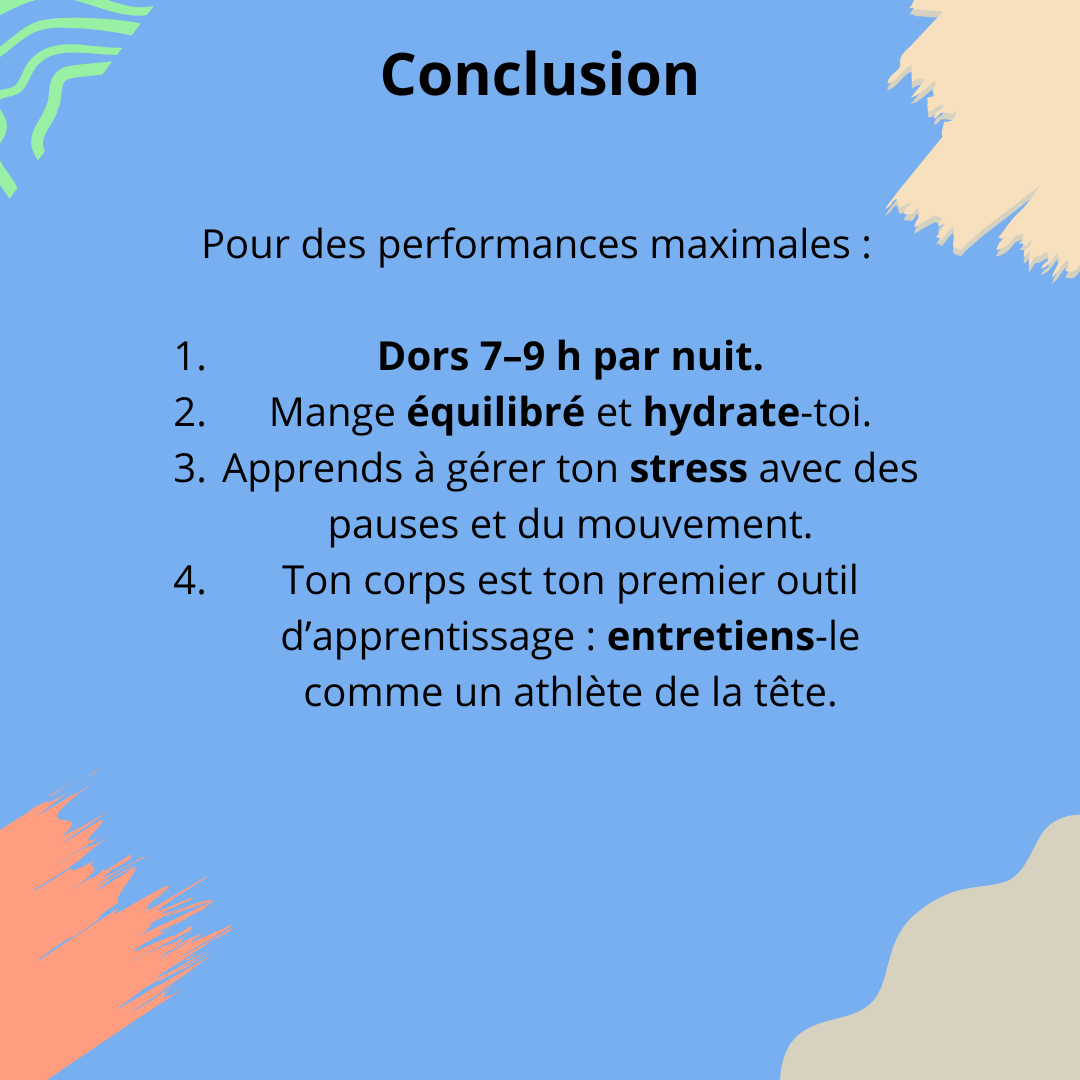 Conclusion
Pour des performances maximales :
1. Dors 7–9 h par nuit.
2. Mange équilibré et hydrate-toi.
3. Apprends à gérer ton stress avec des
pauses et du mouvement.
4. Ton corps est ton premier outil
d’apprentissage : entretiens-le
comme un athlète de la tête.